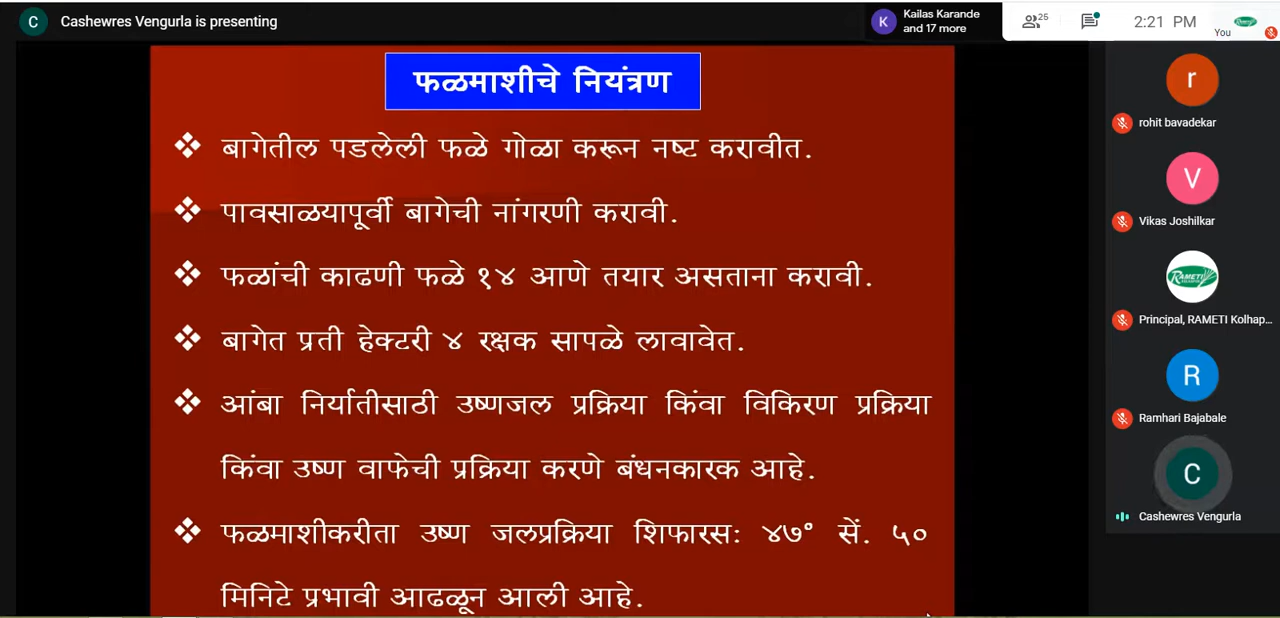 C Cashewres Vengurla is presenting
K Kailas Karande
and 17 more
25
2:21 PM
You
फळमाशीचे नियंत्रण
❖ बागेतील पडलेली फळे गोळा करून नष्ट करावीत.
❖ पावसाळयापूर्वी बागेची नांगरणी करावी.
❖ फळांची काढणी फळे १४ आणे तयार असताना करावी.
❖ बागेत प्रती हेक्टरी ४ रक्षक सापळे लावावेत.
❖ आंबा निर्यातीसाठी उष्णजल प्रक्रिया किंवा विकिरण प्रक्रिया
किंवा उष्ण वाफेची प्रक्रिया करणे बंधनकारक आहे.
❖ फळमाशीकरीता उष्ण जलप्रक्रिया शिफारसः ४७° सें. ५०
मिनिटे प्रभावी आढळून आली आहे.
r
rohit bavadekar
V
Vikas Joshilkar
RAMETI
Principal, RAMETI Kolhap...
R
Ramhari Bajabale
C
Cashewres Vengurla